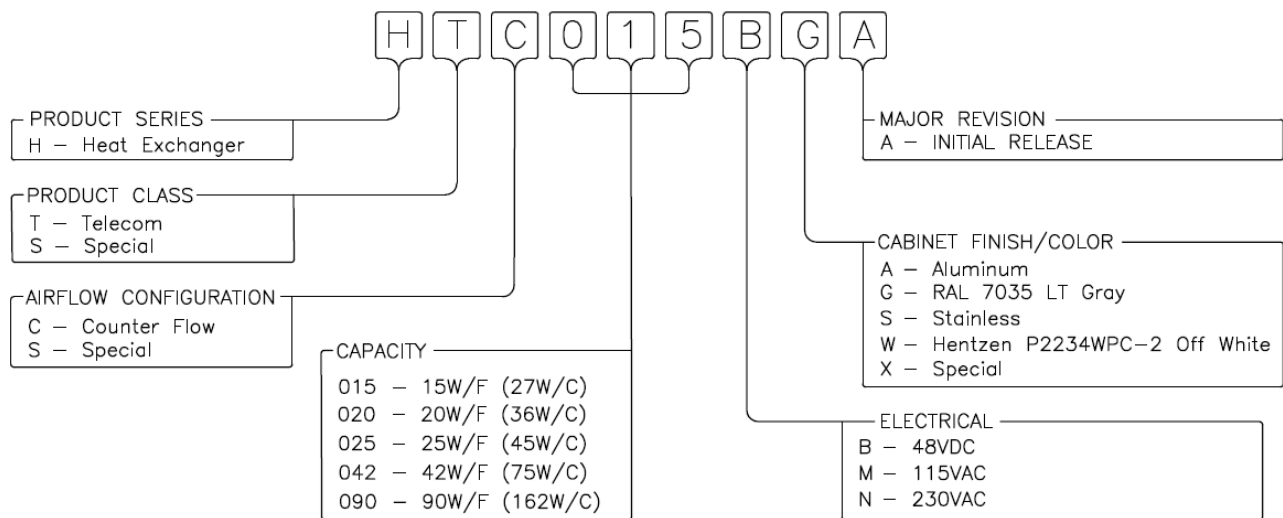 H T C 0 1 5 B G A
PRODUCT SERIES
H – Heat Exchanger
PRODUCT CLASS
T – Telecom
S – Special
AIRFLOW CONFIGURATION
C – Counter Flow
S – Special
CAPACITY
015 – 15W/F (27W/C)
020 – 20W/F (36W/C)
025 – 25W/F (45W/C)
042 – 42W/F (75W/C)
090 – 90W/F (162W/C)
MAJOR REVISION
A – INITIAL RELEASE
CABINET FINISH/COLOR
A – Aluminum
G – RAL 7035 LT Gray
S – Stainless
W – Hentzen P2234WPC-2 Off White
X – Special
ELECTRICAL
B – 48VDC
M – 115VAC
N – 230VAC